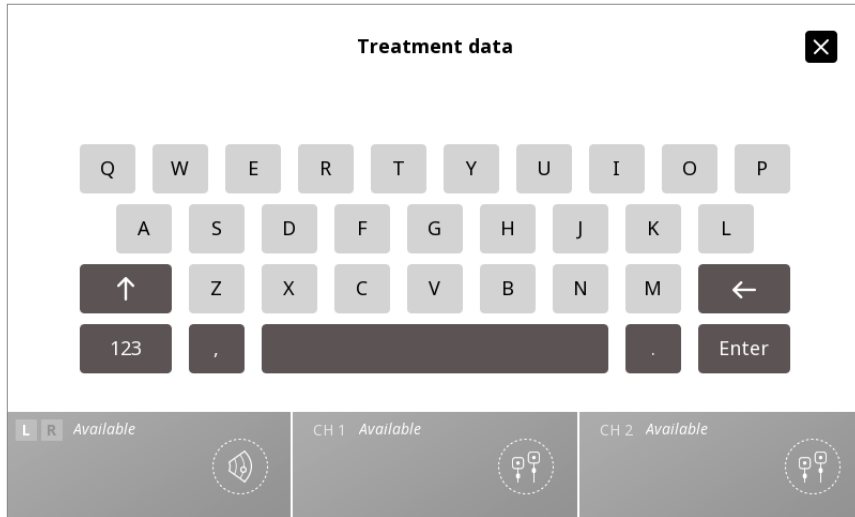 Treatment data
Q W E R T Y U I O P
A S D F G H J K L
Z X C V B N M
123 , . Enter
L R Available CH 1 Available CH 2 Available